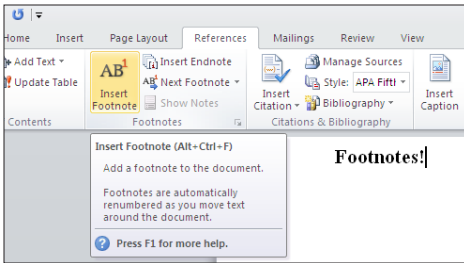 Home Insert Page Layout References Mailings Review View
Add Text
Update Table
Contents
AB1
Insert Footnote
Insert Endnote
AB1 Next Footnote
Show Notes
Footnotes
Insert Citation
Manage Sources
Style: APA Fifth
Bibliography
Citations & Bibliography
Insert Caption
Insert Footnote (Alt+Ctrl+F)
Add a footnote to the document.
Footnotes are automatically
renumbered as you move text
around the document.
Press F1 for more help.
Footnotes!